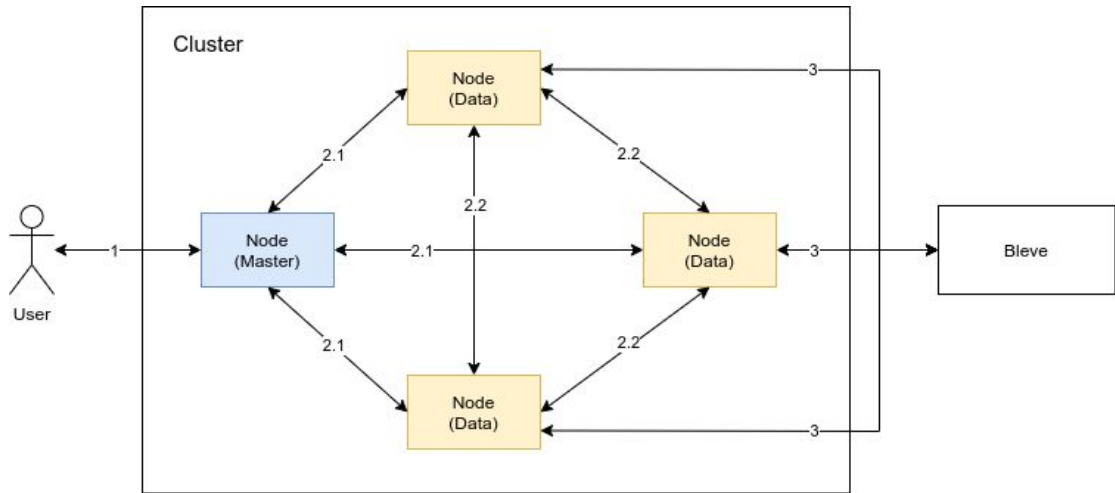 Cluster
Node
(Data)
3
2.1
2.2
2.2
Node
(Master)
Node
(Data)
Bleve
1
2.1
3
User
2.1
2.2
Node
(Data)
3